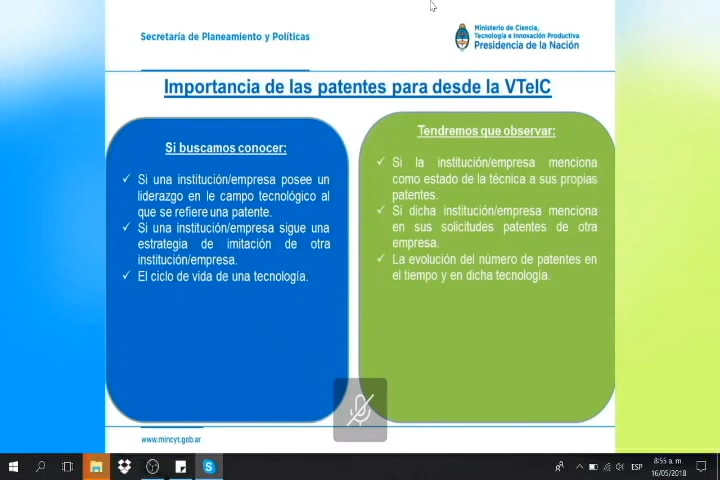 Secretaría de Planeamiento y Políticas
Ministerio de Ciencia,
Tecnología e Innovación Productiva
Presidencia de la Nación
Importancia de las patentes para desde la VTeIC
Si buscamos conocer:
✓ Si una institución/empresa posee un
liderazgo en le campo tecnológico al
que se refiere una patente.
✓ Si una institución/empresa sigue una
estrategia de imitación de otra
institución/empresa.
✓ El ciclo de vida de una tecnología.
Tendremos que observar:
✓ Si la institución/empresa menciona
como estado de la técnica a sus propias
patentes.
✓ Si dicha institución/empresa menciona
en sus solicitudes patentes de otra
empresa.
✓ La evolución del número de patentes en
el tiempo y en dicha tecnología.
www.mincyt.gob.ar
ESP
8:55 a. m.
16/05/2018